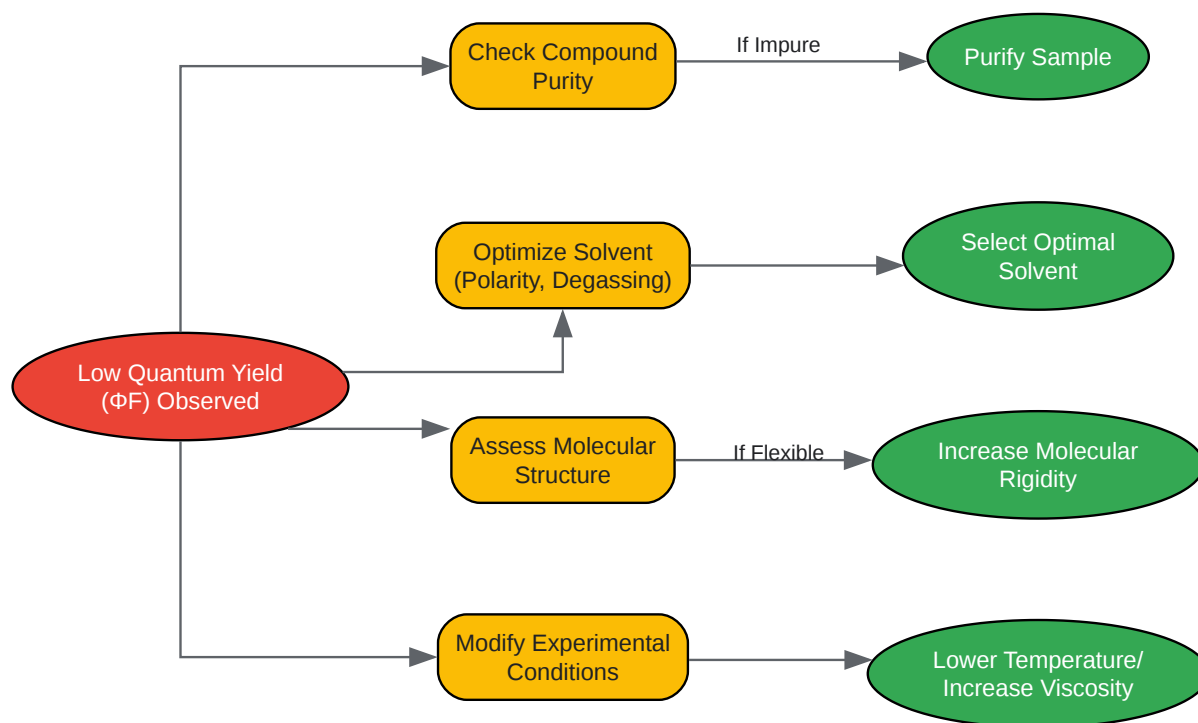 Check Compound
Purity
If Impure
Purify Sample
Optimize Solvent
(Polarity, Degassing)
Select Optimal
Solvent
Low Quantum Yield
(ΦF) Observed
Assess Molecular
Structure
If Flexible
Increase Molecular
Rigidity
Modify Experimental
Conditions
Lower Temperature/
Increase Viscosity